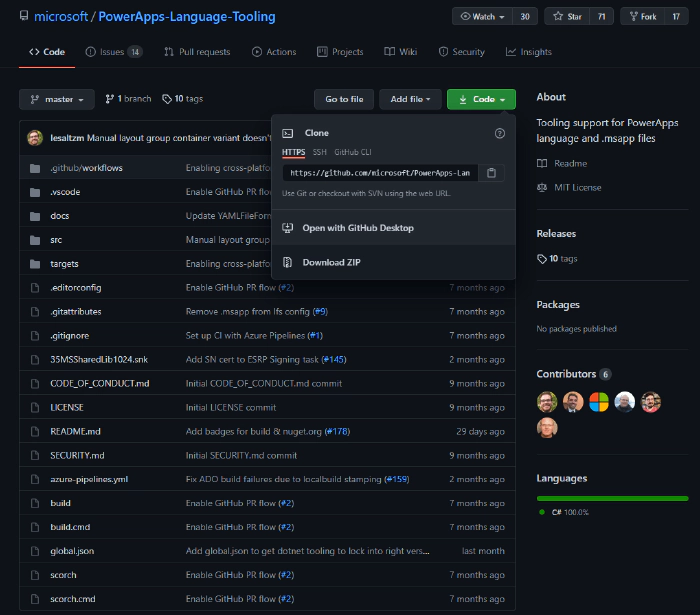 microsoft / PowerApps-Language-Tooling
Watch 30 Star 71 Fork 17
Code Issues 14 Pull requests Actions Projects Wiki Security Insights
master 1 branch 10 tags Go to file Add file Code
lesaltzm Manual layout group container variant doesn't
.github/workflows Enabling cross-platfo
.vscode Enable GitHub PR flow
docs Update YAMLFileForm
src Manual layout group
targets Enabling cross-platfo
.editorconfig Enable GitHub PR flow (#2) 7 months ago
.gitattributes Remove .msapp from lfs config (#9) 7 months ago
.gitignore Set up CI with Azure Pipelines (#1) 7 months ago
35MSSharedLib1024.snk Add SN cert to ESRP Signing task (#145) 2 months ago
CODE_OF_CONDUCT.md Initial CODE_OF_CONDUCT.md commit 9 months ago
LICENSE Initial LICENSE commit 9 months ago
README.md Add badges for build & nuget.org (#178) 29 days ago
SECURITY.md Initial SECURITY.md commit 9 months ago
azure-pipelines.yml Fix ADO build failures due to localbuild stamping (#159) 2 months ago
build Enable GitHub PR flow (#2) 7 months ago
build.cmd Enable GitHub PR flow (#2) 7 months ago
global.json Add global.json to get dotnet tooling to lock into right vers... last month
scorch Enable GitHub PR flow (#2) 7 months ago
scorch.cmd Enable GitHub PR flow (#2) 7 months ago
Clone
HTTPS SSH GitHub CLI
https://github.com/microsoft/PowerApps-Lan
Use Git or checkout with SVN using the web URL.
Open with GitHub Desktop
Download ZIP
About
Tooling support for PowerApps
language and .msapp files
Readme
MIT License
Releases
10 tags
Packages
No packages published
Contributors 6
Languages
C# 100.0%